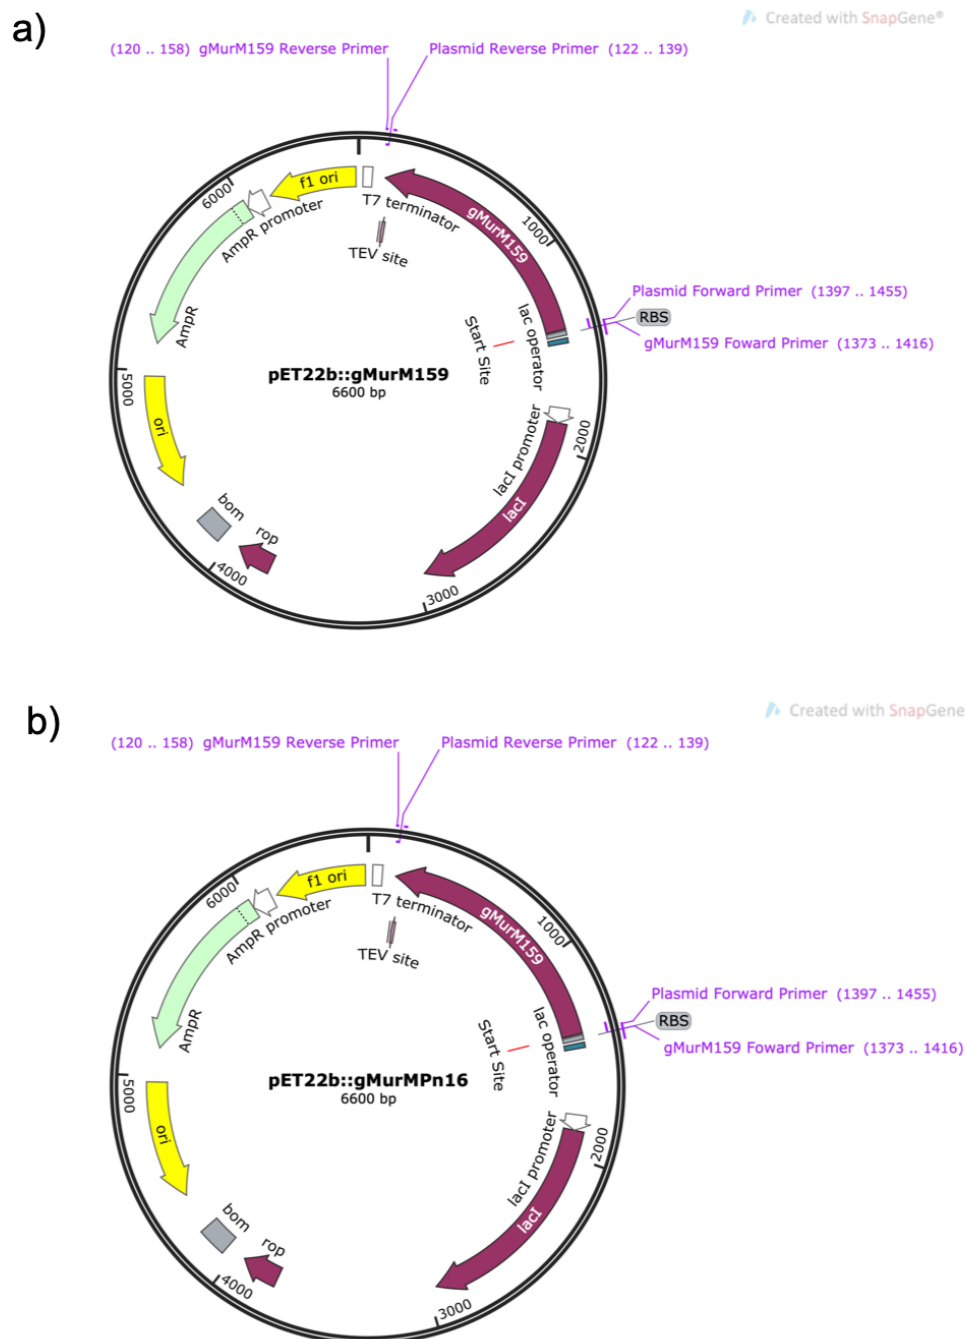 a)
Created with SnapGene®
(120 .. 158) gMurM159 Reverse Primer
Plasmid Reverse Primer (122 .. 139)
6000
f1 ori
T7 terminator
gMurM159
1000
AmpR promoter
TEV site
AmpR
Start Site
lac operator
Plasmid Forward Primer (1397 .. 1455)
RBS
gMurM159 Foward Primer (1373 .. 1416)
pET22b::gMurM159
6600 bp
5000
ori
lacI promoter
2000
lacI
bom
rop
4000
3000
b)
Created with SnapGene
(120 .. 158) gMurM159 Reverse Primer
Plasmid Reverse Primer (122 .. 139)
6000
f1 ori
T7 terminator
gMurM159
1000
AmpR promoter
TEV site
AmpR
Start Site
lac operator
Plasmid Forward Primer (1397 .. 1455)
RBS
gMurM159 Foward Primer (1373 .. 1416)
pET22b::gMurMPn16
6600 bp
5000
ori
lacI promoter
2000
lacI
bom
rop
4000
3000